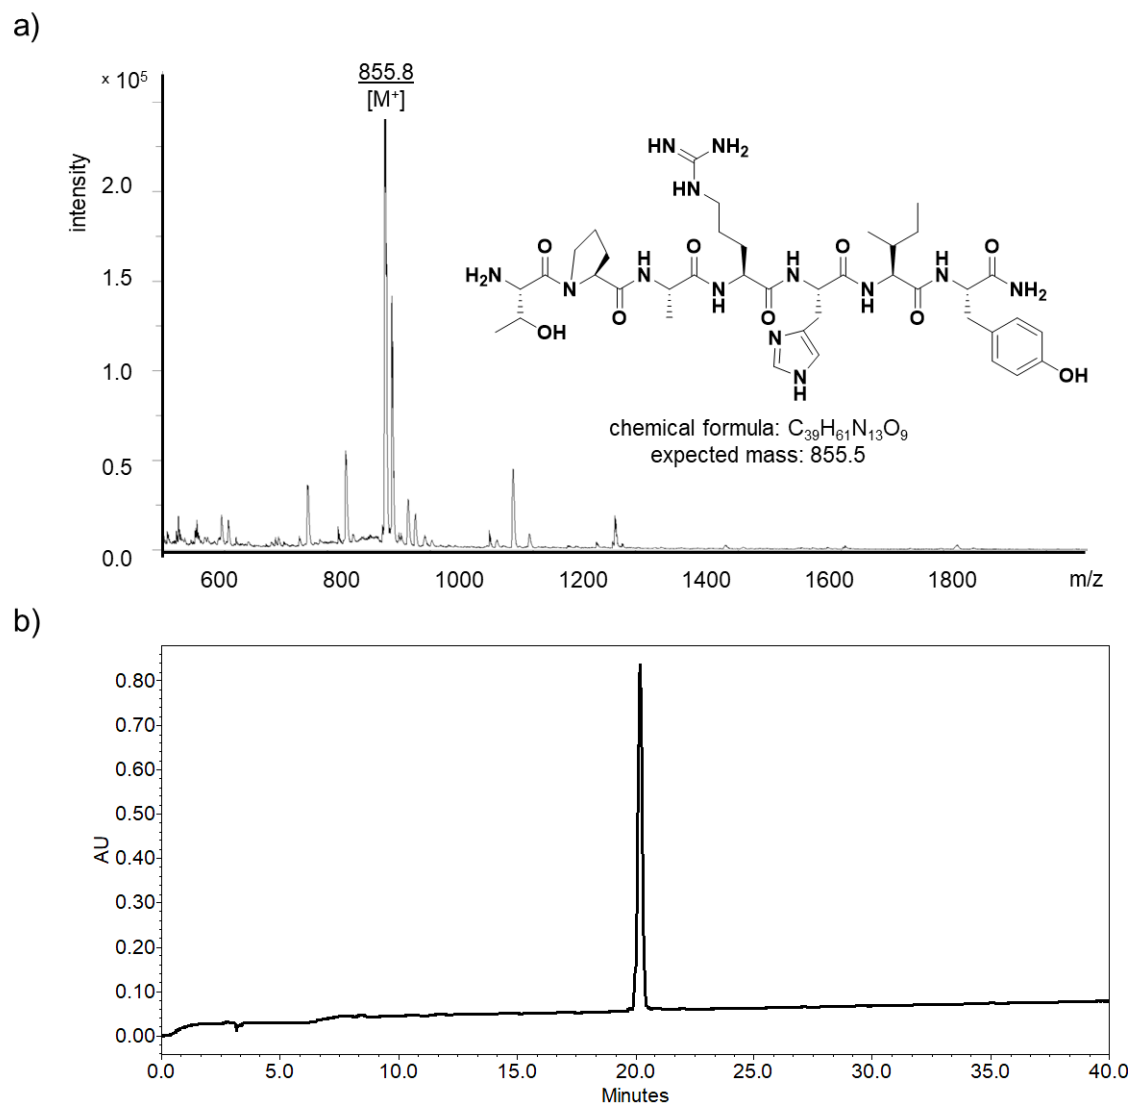 a)
× 10⁵
855.8
[M⁺]
intensity
2.0
1.5
1.0
0.5
0.0
600 800 1000 1200 1400 1600 1800 m/z
HN NH₂
HN
O H N O H N O H N O
H₂N N N H N H NH₂
O O O
OH N OH
N H
chemical formula: C₃₉H₆₁N₁₃O₉
expected mass: 855.5
b)
AU
0.80
0.70
0.60
0.50
0.40
0.30
0.20
0.10
0.00
0.0 5.0 10.0 15.0 20.0 25.0 30.0 35.0 40.0
Minutes